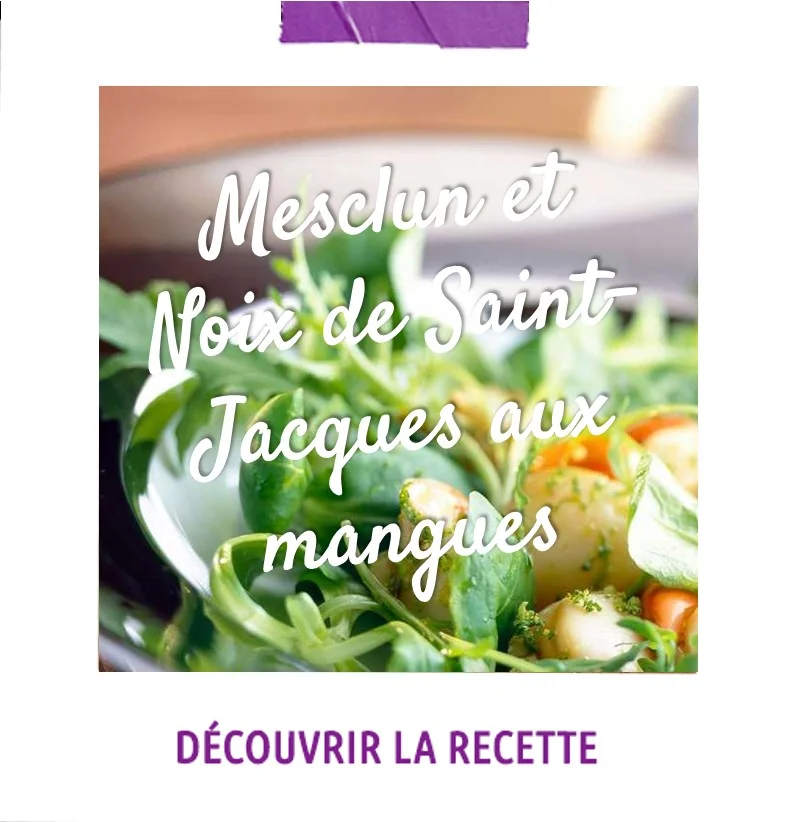 Mesclun et
Noix de Saint-
Jacques aux
mangues
DÉCOUVRIR LA RECETTE